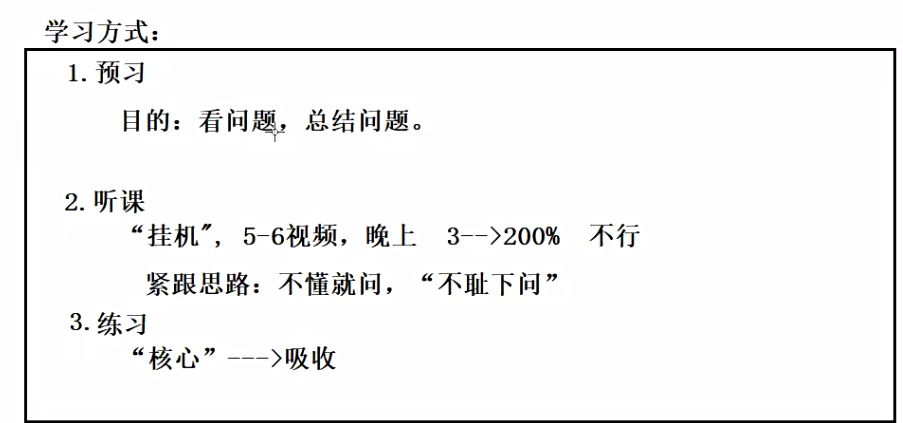 学习方式：
1. 预习
目的：看问题，总结问题。
2. 听课
“挂机", 5-6视频，晚上 3-->200% 不行
紧跟思路：不懂就问，“不耻下问”
3. 练习
“核心”--->吸收